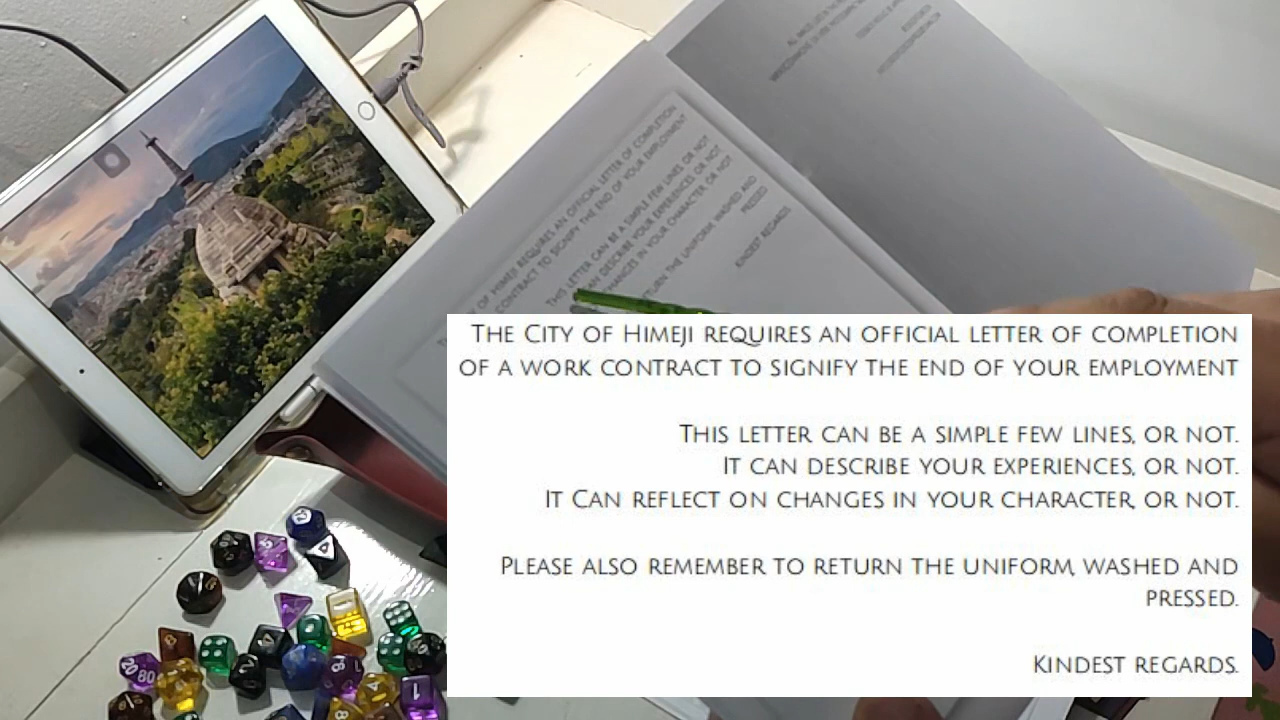 The City of Himeji requires an official letter of completion
of a work contract to signify the end of your employment
This letter can be a simple few lines, or not.
It can describe your experiences, or not.
It Can reflect on changes in your character, or not.
Please also remember to return the uniform, washed and
pressed.
Kindest regards.